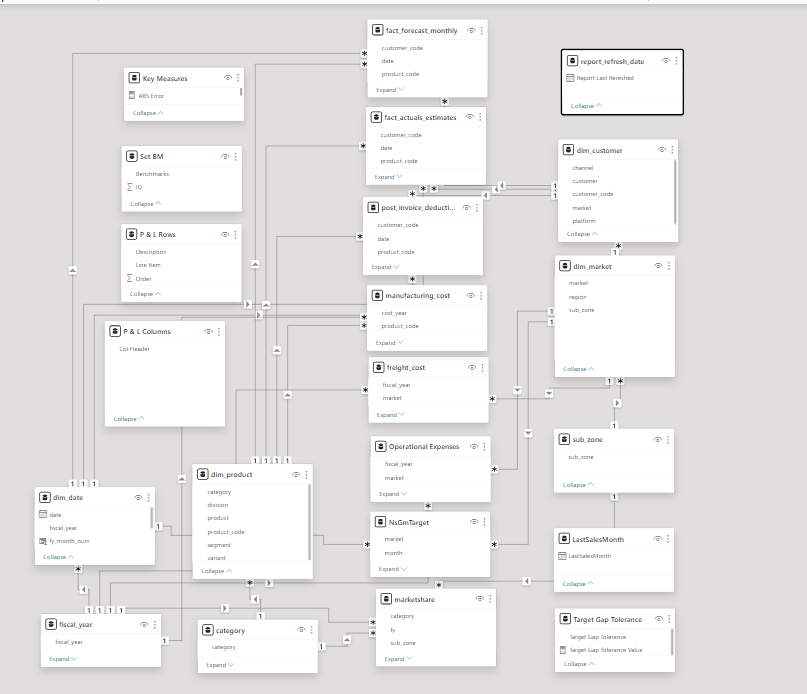 fact_forecast_monthly
customer_code
date
product_code
Expand
report_refresh_date
Report Last Rereshed
Collapse
Key Measures
ABS Error
Collapse
fact_actuals_estimates
customer_code
date
product_code
Expand
Set BM
Benchmarks
ID
Collapse
dim_customer
channel
customer
customer_code
market
platform
Collapse
post_invoice_deducti...
customer_code
date
product_code
Expand
P & L Rows
Description
Line Item
Order
Collapse
dim_market
market
region
sub_zone
Collapse
manufacturing_cost
cost_year
product_code
Expand
P & L Columns
Col Header
Collapse
freight_cost
fiscal_year
market
Expand
Operational Expenses
fiscal_year
market
Expand
sub_zone
sub_zone
Collapse
dim_product
category
division
product
product_code
segment
variant
Collapse
dim_date
date
fiscal_year
fy_month_num
Collapse
NsGmTarget
market
month
Expand
LastSalesMonth
LastSalesMonth
Collapse
marketshare
category
fy
sub_zone
Expand
fiscal_year
fiscal_year
Expand
category
category
Expand
Target Gap Tolerance
Target Gap Tolerance
Target Gap Tolerance Value
Collapse